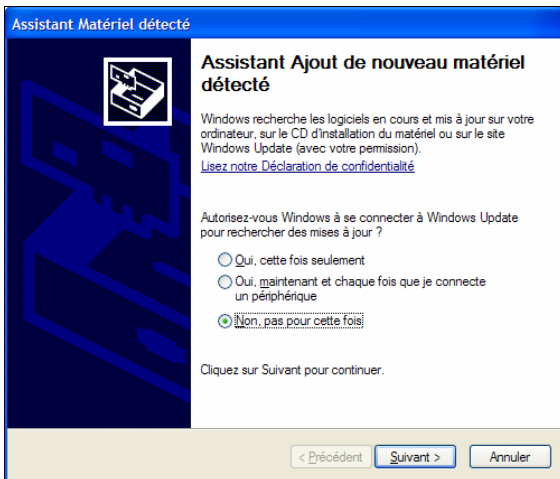 Assistant Matériel détecté
Assistant Ajout de nouveau matériel
détecté
Windows recherche les logiciels en cours et mis à jour sur votre
ordinateur, sur le CD d'installation du matériel ou sur le site
Windows Update (avec votre permission).
Lisez notre Déclaration de confidentialité
Autorisez-vous Windows à se connecter à Windows Update
pour rechercher des mises à jour ?
Oui, cette fois seulement
Oui, maintenant et chaque fois que je connecte
un périphérique
Non, pas pour cette fois
Cliquez sur Suivant pour continuer.
< Précédent
Suivant >
Annuler